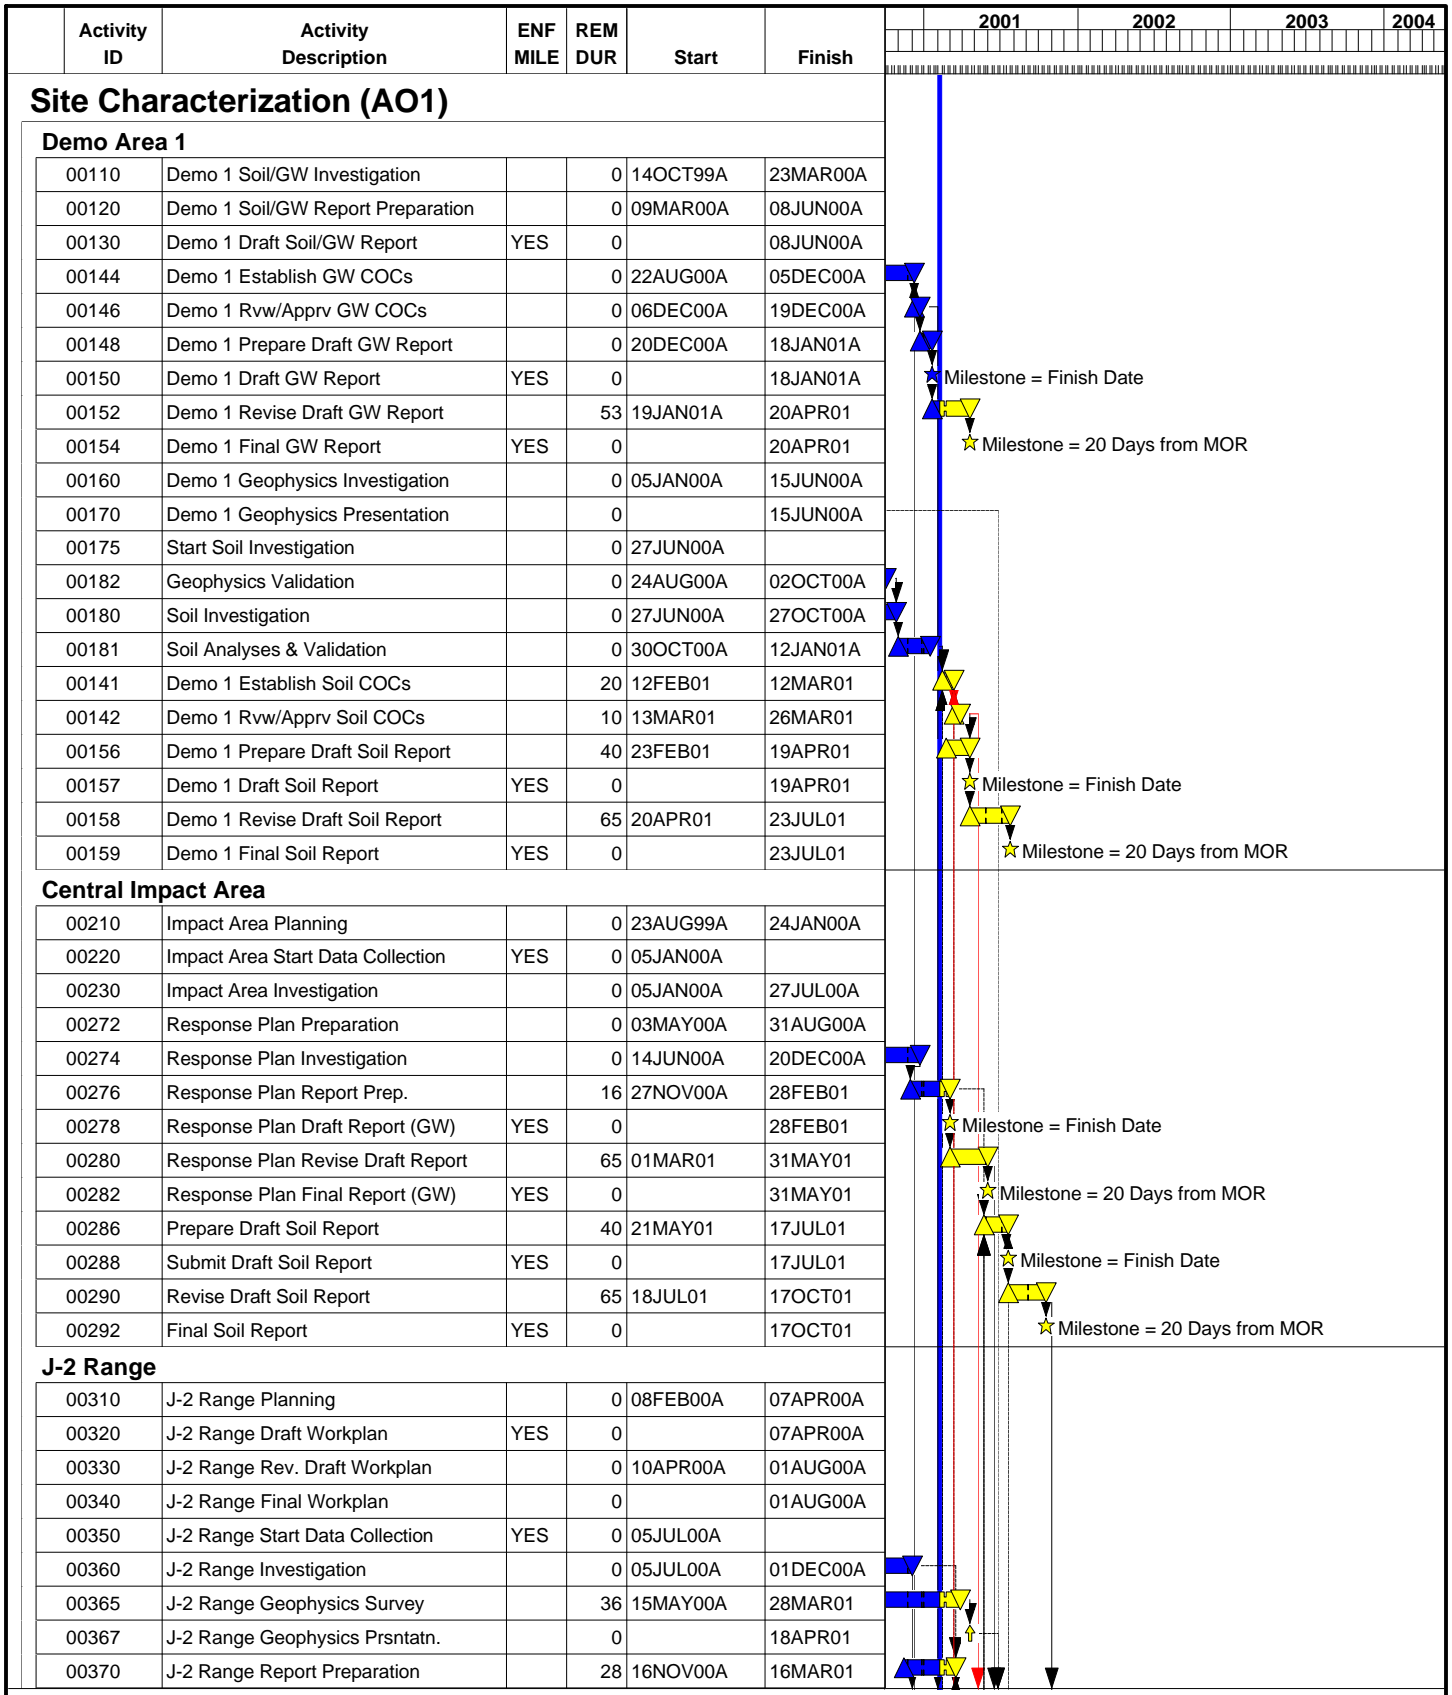 Activity ID Activity Description ENF MILE REM DUR Start Finish 2001 2002 2003 2004
Site Characterization (AO1)
Demo Area 1
00110 Demo 1 Soil/GW Investigation 0 14OCT99A 23MAR00A
00120 Demo 1 Soil/GW Report Preparation 0 09MAR00A 08JUN00A
00130 Demo 1 Draft Soil/GW Report YES 0 08JUN00A
00144 Demo 1 Establish GW COCs 0 22AUG00A 05DEC00A
00146 Demo 1 Rvw/Apprv GW COCs 0 06DEC00A 19DEC00A
00148 Demo 1 Prepare Draft GW Report 0 20DEC00A 18JAN01A
00150 Demo 1 Draft GW Report YES 0 18JAN01A Milestone = Finish Date
00152 Demo 1 Revise Draft GW Report 53 19JAN01A 20APR01
00154 Demo 1 Final GW Report YES 0 20APR01 Milestone = 20 Days from MOR
00160 Demo 1 Geophysics Investigation 0 05JAN00A 15JUN00A
00170 Demo 1 Geophysics Presentation 0 15JUN00A
00175 Start Soil Investigation 0 27JUN00A
00182 Geophysics Validation 0 24AUG00A 02OCT00A
00180 Soil Investigation 0 27JUN00A 27OCT00A
00181 Soil Analyses & Validation 0 30OCT00A 12JAN01A
00141 Demo 1 Establish Soil COCs 20 12FEB01 12MAR01
00142 Demo 1 Rvw/Apprv Soil COCs 10 13MAR01 26MAR01
00156 Demo 1 Prepare Draft Soil Report 40 23FEB01 19APR01
00157 Demo 1 Draft Soil Report YES 0 19APR01 Milestone = Finish Date
00158 Demo 1 Revise Draft Soil Report 65 20APR01 23JUL01
00159 Demo 1 Final Soil Report YES 0 23JUL01 Milestone = 20 Days from MOR
Central Impact Area
00210 Impact Area Planning 0 23AUG99A 24JAN00A
00220 Impact Area Start Data Collection YES 0 05JAN00A
00230 Impact Area Investigation 0 05JAN00A 27JUL00A
00272 Response Plan Preparation 0 03MAY00A 31AUG00A
00274 Response Plan Investigation 0 14JUN00A 20DEC00A
00276 Response Plan Report Prep. 16 27NOV00A 28FEB01
00278 Response Plan Draft Report (GW) YES 0 28FEB01 Milestone = Finish Date
00280 Response Plan Revise Draft Report 65 01MAR01 31MAY01
00282 Response Plan Final Report (GW) YES 0 31MAY01 Milestone = 20 Days from MOR
00286 Prepare Draft Soil Report 40 21MAY01 17JUL01
00288 Submit Draft Soil Report YES 0 17JUL01 Milestone = Finish Date
00290 Revise Draft Soil Report 65 18JUL01 17OCT01
00292 Final Soil Report YES 0 17OCT01 Milestone = 20 Days from MOR
J-2 Range
00310 J-2 Range Planning 0 08FEB00A 07APR00A
00320 J-2 Range Draft Workplan YES 0 07APR00A
00330 J-2 Range Rev. Draft Workplan 0 10APR00A 01AUG00A
00340 J-2 Range Final Workplan 0 01AUG00A
00350 J-2 Range Start Data Collection YES 0 05JUL00A
00360 J-2 Range Investigation 0 05JUL00A 01DEC00A
00365 J-2 Range Geophysics Survey 36 15MAY00A 28MAR01
00367 J-2 Range Geophysics Prsntatn. 0 18APR01
00370 J-2 Range Report Preparation 28 16NOV00A 16MAR01